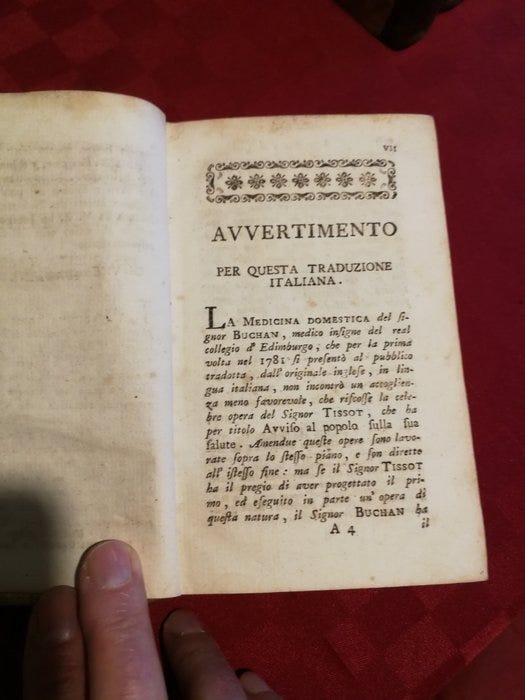 VII
AVVERTIMENTO
PER QUESTA TRADUZIONE
ITALIANA.
LA MEDICINA DOMESTICA del si-
gnor BUCHAN, medico insigne del real
collegio d' Edimburgo, che per la prima
volta nel 1781 si presentò al pubblico
tradotta, dall' originale inglese, in lin-
gua italiana, non incontrò un accoglien-
za meno favorevole, che riscosse la cele-
bre opera del Signor TISSOT, che ha
per titolo Avviso al popolo sulla sua
salute. Amendue queste opere sono lavo-
rate sopra lo stesso piano, e son dirette
all' istesso fine: ma se il Signor TISSOT
ha il pregio di aver progettato il pri-
mo, ed eseguito in parte un' opera di
questa natura, il Signor BUCHAN ha
A 4 il